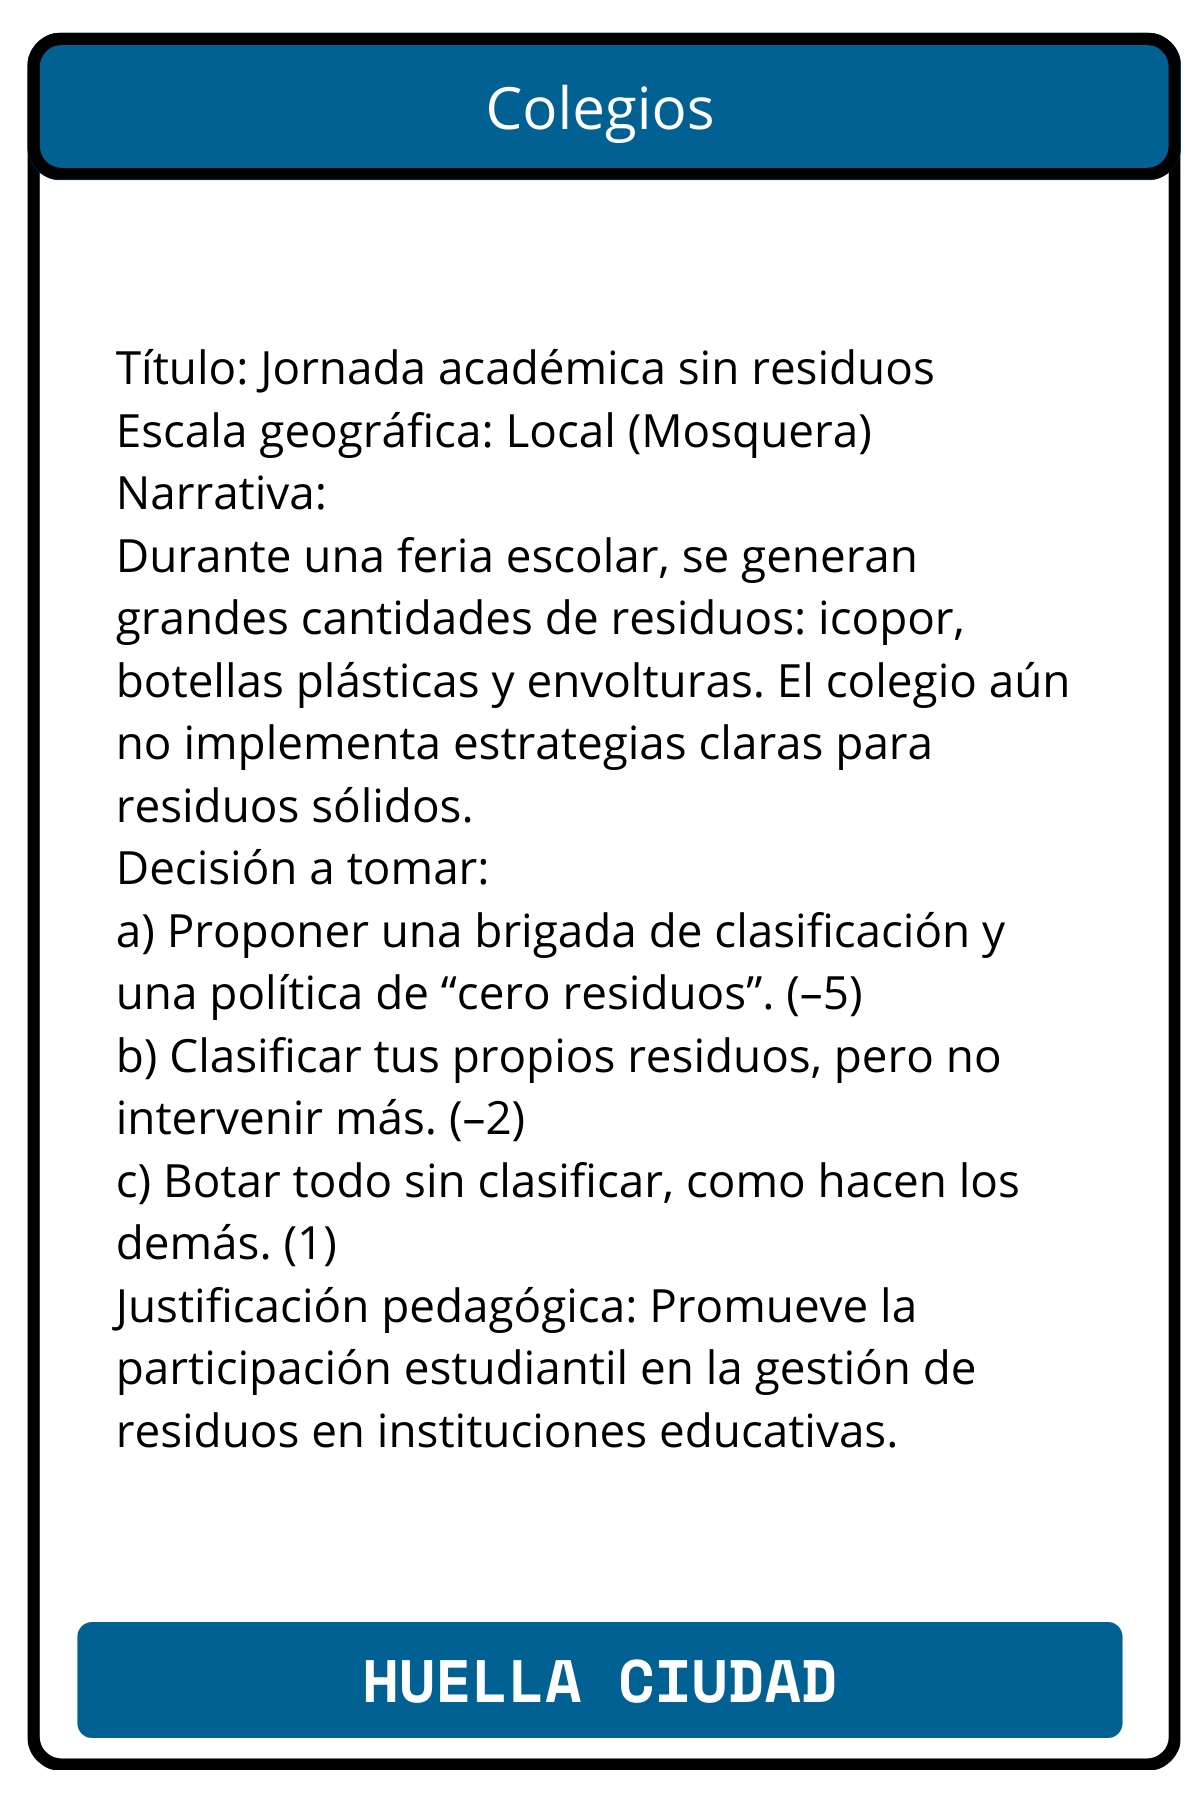 Colegios
Título: Jornada académica sin residuos
Escala geográfica: Local (Mosquera)
Narrativa:
Durante una feria escolar, se generan
grandes cantidades de residuos: icopor,
botellas plásticas y envolturas. El colegio aún
no implementa estrategias claras para
residuos sólidos.
Decisión a tomar:
a) Proponer una brigada de clasificación y
una política de “cero residuos”. (–5)
b) Clasificar tus propios residuos, pero no
intervenir más. (–2)
c) Botar todo sin clasificar, como hacen los
demás. (1)
Justificación pedagógica: Promueve la
participación estudiantil en la gestión de
residuos en instituciones educativas.
HUELLA CIUDAD